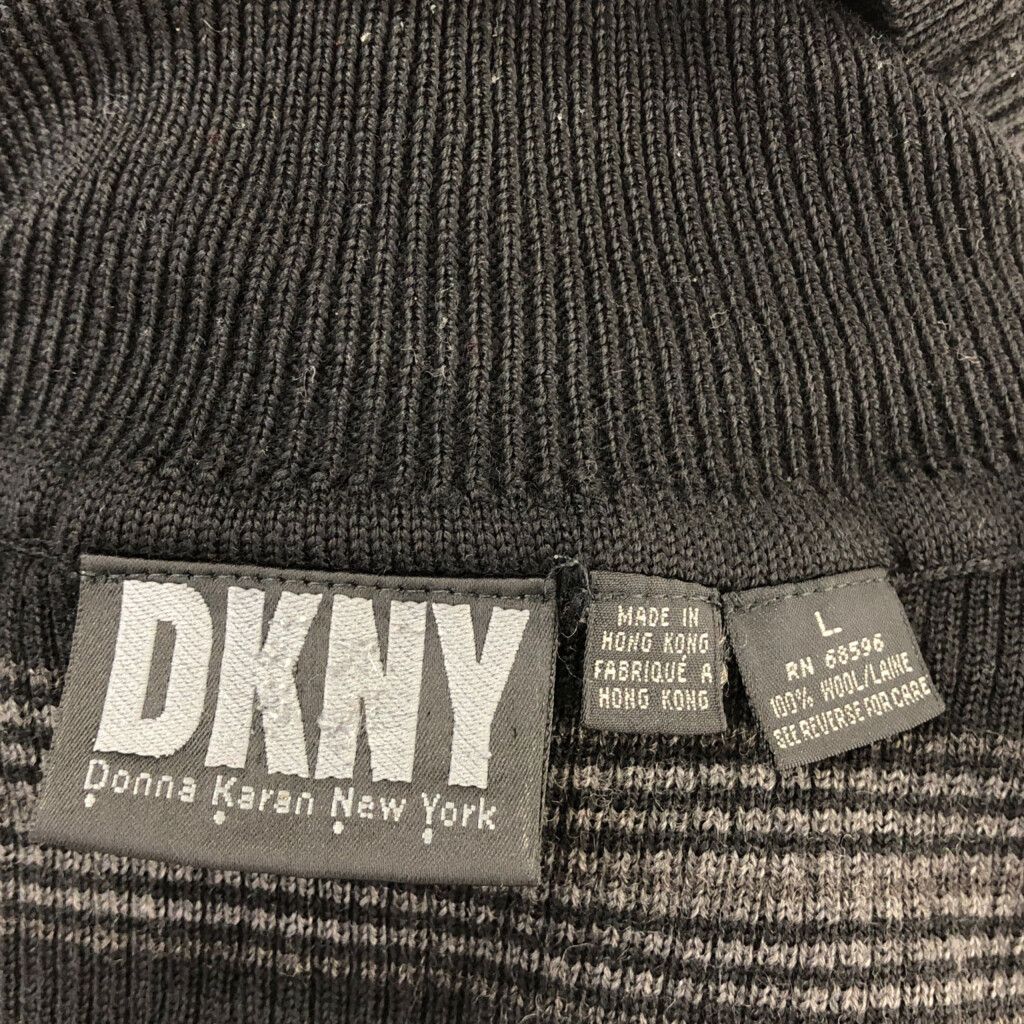 DKNY
Donna Karan New York
MADE IN
HONG KONG
FABRIQUÉ A
HONG KONG
L
RN 68596
100% WOOL/LAINE
SEE REVERSE FOR CARE